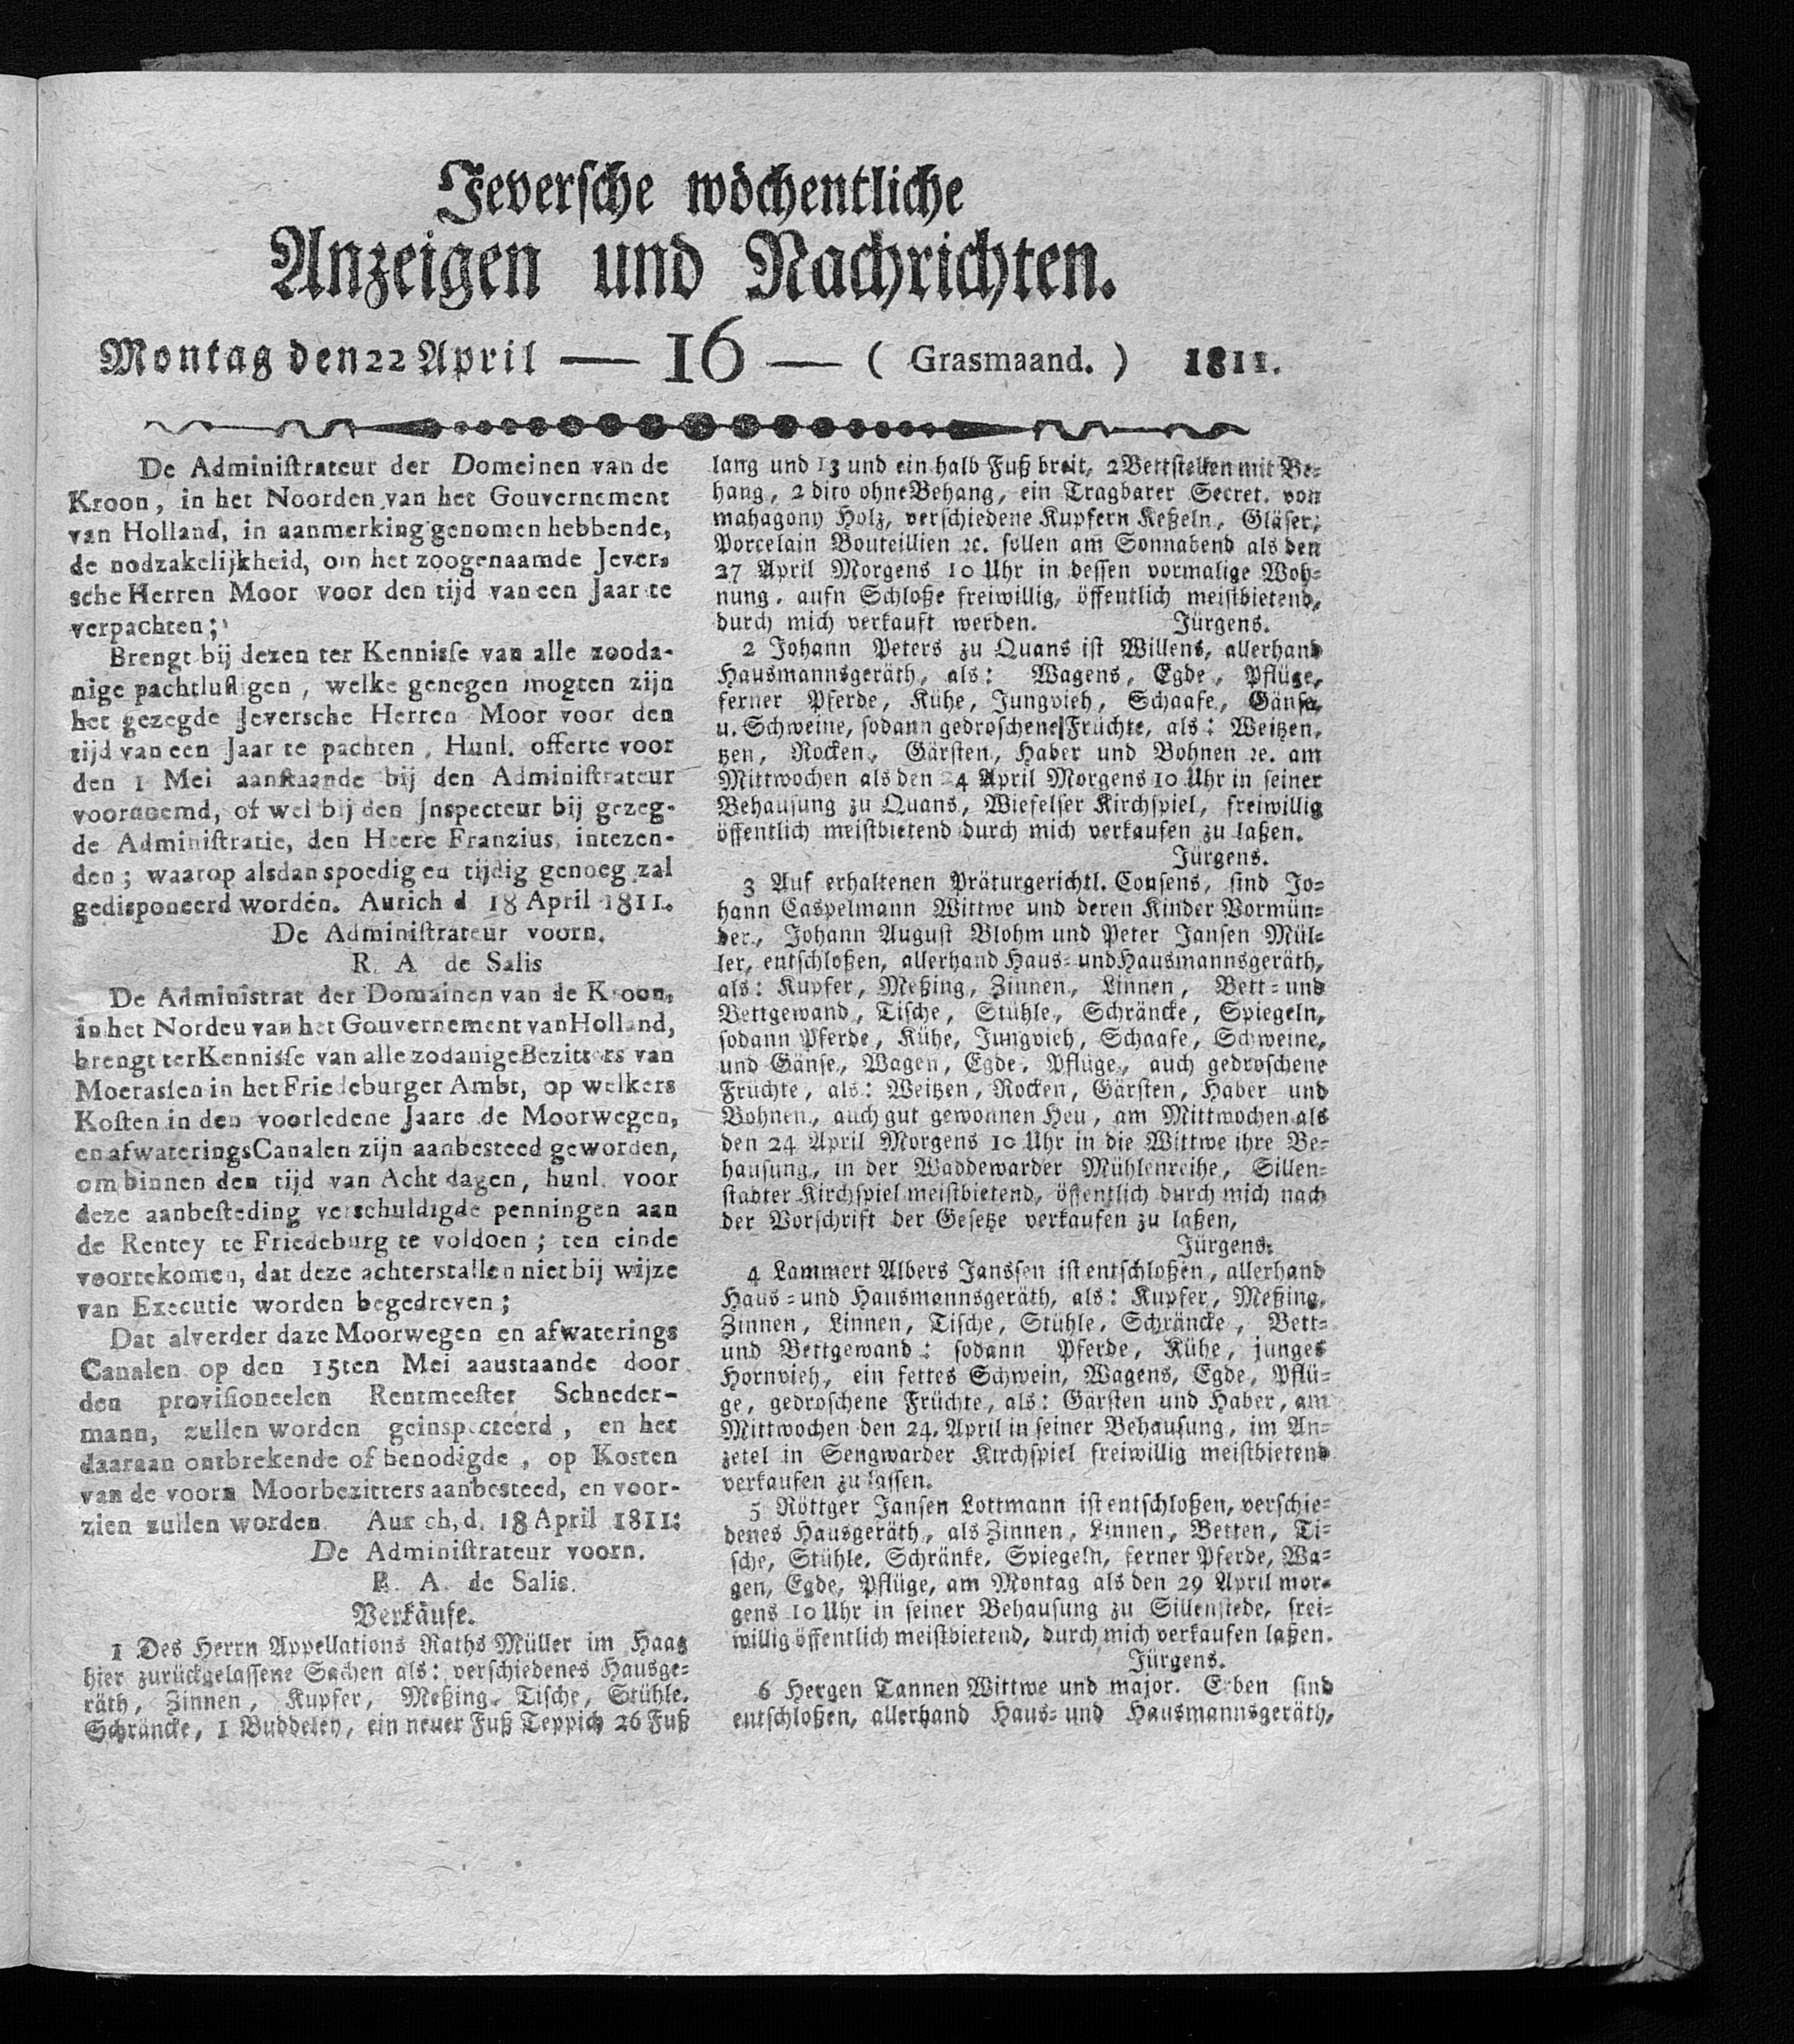 Jeversche wöchentliche
Anzeigen und Nachrichten.
Montag den 22 April — 16 — ( Grasmaand. ) 1811.
De Administrateur der Domeinen van de
Kroon, in het Noorden van het Gouvernement
van Holland, in aanmerking genomen hebbende,
de nodzakelijkheid, om het zoogenaamde Jever-
sche Herren Moor voor den tijd van een Jaar te
verpachten;
Brengt bij dezen ter Kennisse van alle zooda-
nige pachtlustigen, welke genegen mogten zijn
het gezegde Jeversche Herren Moor voor den
tijd van een Jaar te pachten, Hunl. offerte voor
den 1 Mei aanstaande bij den Administrateur
voornoemd, of wel bij den Jnspecteur bij gezeg-
de Administratie, den Heere Franzius, intezen-
den; waarop alsdan spoedig en tijdig genoeg zal
gedisponeerd worden. Aurich d 18 April 1811.
De Administrateur voorn.
R. A de Salis
De Administrat der Domainen van de Kroon,
in het Nordeu van het Gouvernement van Holland,
brengt ter Kennisse van alle zodanige Bezitters van
Moerassen in het Friedeburger Ambt, op welkers
Kosten in den voorledene Jaare de Moorwegen,
en afwaterings Canalen zijn aanbesteed geworden,
om binnen den tijd van Acht dagen, hunl. voor
deze aanbesteding verschuldigde penningen aan
de Rentey te Friedeburg te voldoen; ten einde
voortekomen, dat deze achterstallen niet bij wijze
van Executie worden begedreven;
Dat alverder daze Moorwegen en afwaterings
Canalen op den 15ten Mei aaustaande door
den provisioneelen Rentmeester Schneder-
mann, zullen worden geinspecteerd, en het
daaraan ontbrekende of benodigde, op Kosten
van de voorn Moorbezitters aanbesteed, en voor-
zien zullen worden. Aurich, d. 18 April 1811:
De Administrateur voorn.
R. A. de Salis.
Verkäufe.
1 Des Herrn Appellations Raths Müller im Haag
hier zurückgelassene Sachen als: verschiedenes Hausge-
räth, Zinnen, Kupfer, Meßing, Tische, Stühle,
Schräncke, 1 Buddeley, ein neuer Fuß Teppich 26 Fuß
lang und 13 und ein halb Fuß breit, 2 Bettstellen mit Be-
hang, 2 dito ohne Behang, ein Tragbarer Secret. von
mahagony Holz, verschiedene Kupfern Keßeln, Gläser,
Porcelain Bouteillien ꝛc. sollen am Sonnabend als den
27 April Morgens 10 Uhr in dessen vormalige Woh-
nung, aufn Schloße freiwillig, öffentlich meistbietend,
durch mich verkauft werden. Jürgens.
2 Johann Peters zu Quans ist Willens, allerhand
Hausmannsgeräth, als: Wagens, Egde, Pflüge,
ferner Pferde, Kühe, Jungvieh, Schaafe, Gänse,
u. Schweine, sodann gedroschene Früchte, als: Weitzen,
tzen, Rocken, Gärsten, Haber und Bohnen ꝛc. am
Mittwochen als den 24 April Morgens 10 Uhr in seiner
Behausung zu Quans, Wiefelser Kirchspiel, freiwillig
öffentlich meistbietend durch mich verkaufen zu laßen.
Jürgens.
3 Auf erhaltenen Präturgerichtl. Consens, sind Jo-
hann Caspelmann Wittwe und deren Kinder Vormün-
der, Johann August Blohm und Peter Jansen Mül-
ler, entschloßen, allerhand Haus- und Hausmannsgeräth,
als: Kupfer, Meßing, Zinnen, Linnen, Bett- und
Bettgewand, Tische, Stühle, Schräncke, Spiegeln,
sodann Pferde, Kühe, Jungvieh, Schaafe, Schweine,
und Gänse, Wagen, Egde, Pflüge, auch gedroschene
Früchte, als: Weitzen, Rocken, Gärsten, Haber und
Bohnen, auch gut gewonnen Heu, am Mittwochen als
den 24 April Morgens 10 Uhr in die Wittwe ihre Be-
hausung, in der Waddewarder Mühlenreihe, Sillen-
stadter Kirchspiel meistbietend, öffentlich durch mich nach
der Vorschrift der Gesetze verkaufen zu laßen,
Jürgens.
4 Lammert Albers Janssen ist entschloßen, allerhand
Haus- und Hausmannsgeräth, als: Kupfer, Meßing,
Zinnen, Linnen, Tische, Stühle, Schräncke, Bett-
und Bettgewand: sodann Pferde, Kühe, junges
Hornvieh, ein fettes Schwein, Wagens, Egde, Pflü-
ge, gedroschene Früchte, als: Gärsten und Haber, am
Mittwochen den 24. April in seiner Behausung, im An-
zetel in Sengwarder Kirchspiel freiwillig meistbietend
verkaufen zu lassen.
5 Röttger Jansen Lottmann ist entschloßen, verschie-
denes Hausgeräth, als Zinnen, Linnen, Betten, Ti-
sche, Stühle, Schränke, Spiegeln, ferner Pferde, Wa-
gen, Egde, Pflüge, am Montag als den 29 April mor-
gens 10 Uhr in seiner Behausung zu Sillenstede, frei-
willig öffentlich meistbietend, durch mich verkaufen laßen.
Jürgens.
6 Hergen Tannen Wittwe und major. Erben sind
entschloßen, allerhand Haus- und Hausmannsgeräth,